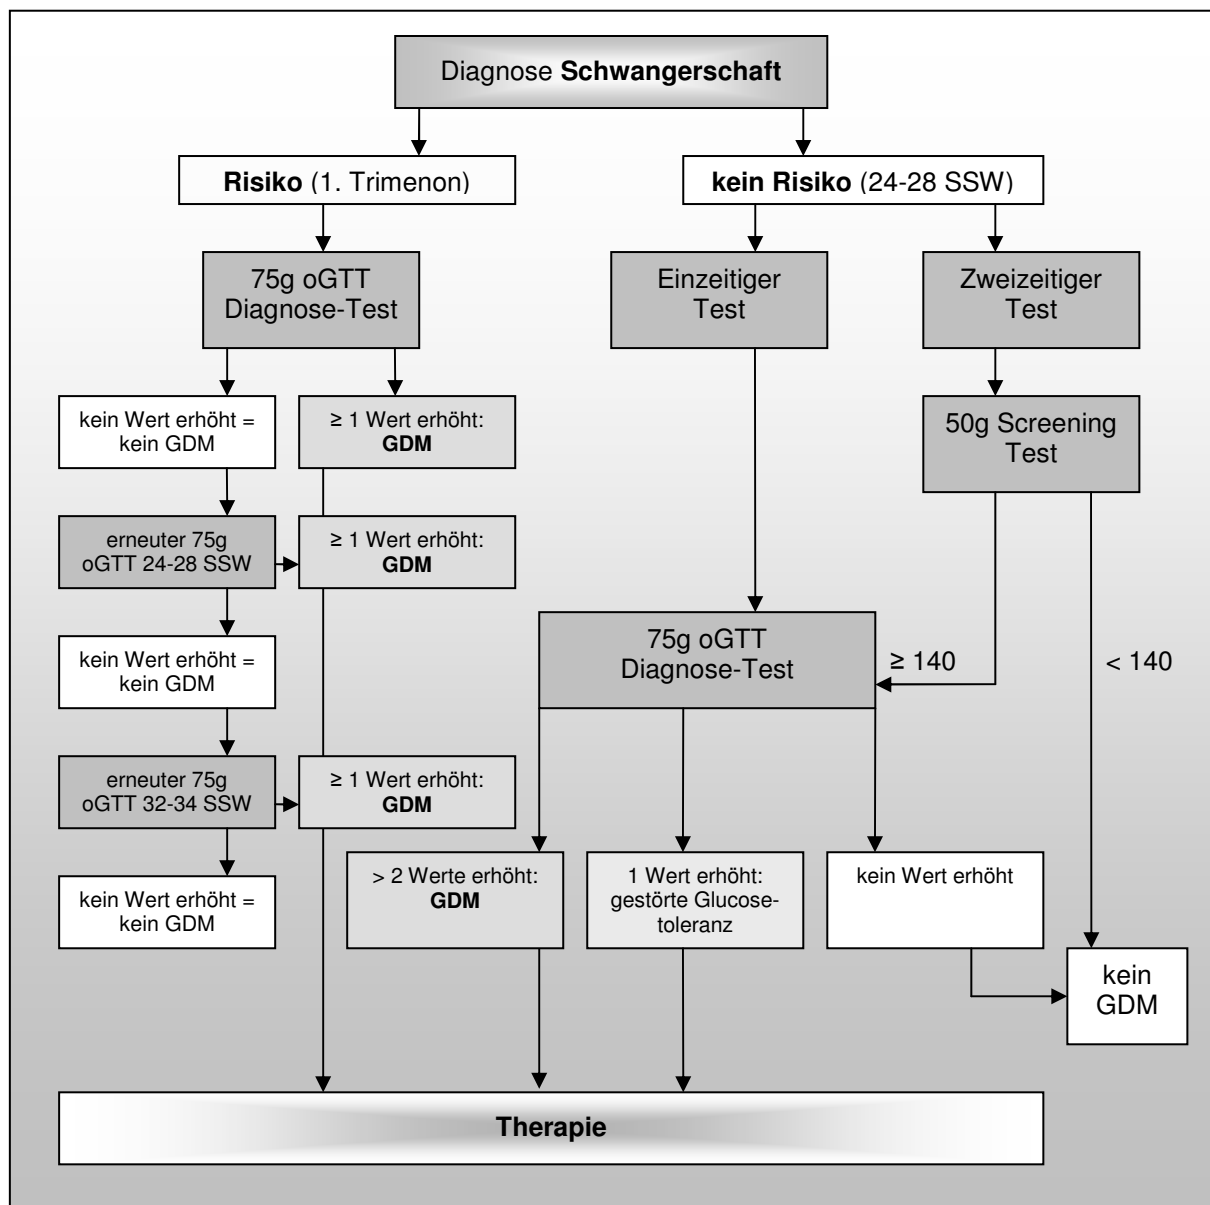 Diagnose Schwangerschaft
Risiko (1. Trimenon)
kein Risiko (24-28 SSW)
75g oGTT
Diagnose-Test
Einzeitiger
Test
Zweizeitiger
Test
kein Wert erhöht =
kein GDM
≥ 1 Wert erhöht:
GDM
50g Screening
Test
erneuter 75g
oGTT 24-28 SSW
≥ 1 Wert erhöht:
GDM
kein Wert erhöht =
kein GDM
75g oGTT
Diagnose-Test
≥ 140
< 140
erneuter 75g
oGTT 32-34 SSW
≥ 1 Wert erhöht:
GDM
kein Wert erhöht =
kein GDM
> 2 Werte erhöht:
GDM
1 Wert erhöht:
gestörte Glucose-
toleranz
kein Wert erhöht
kein
GDM
Therapie